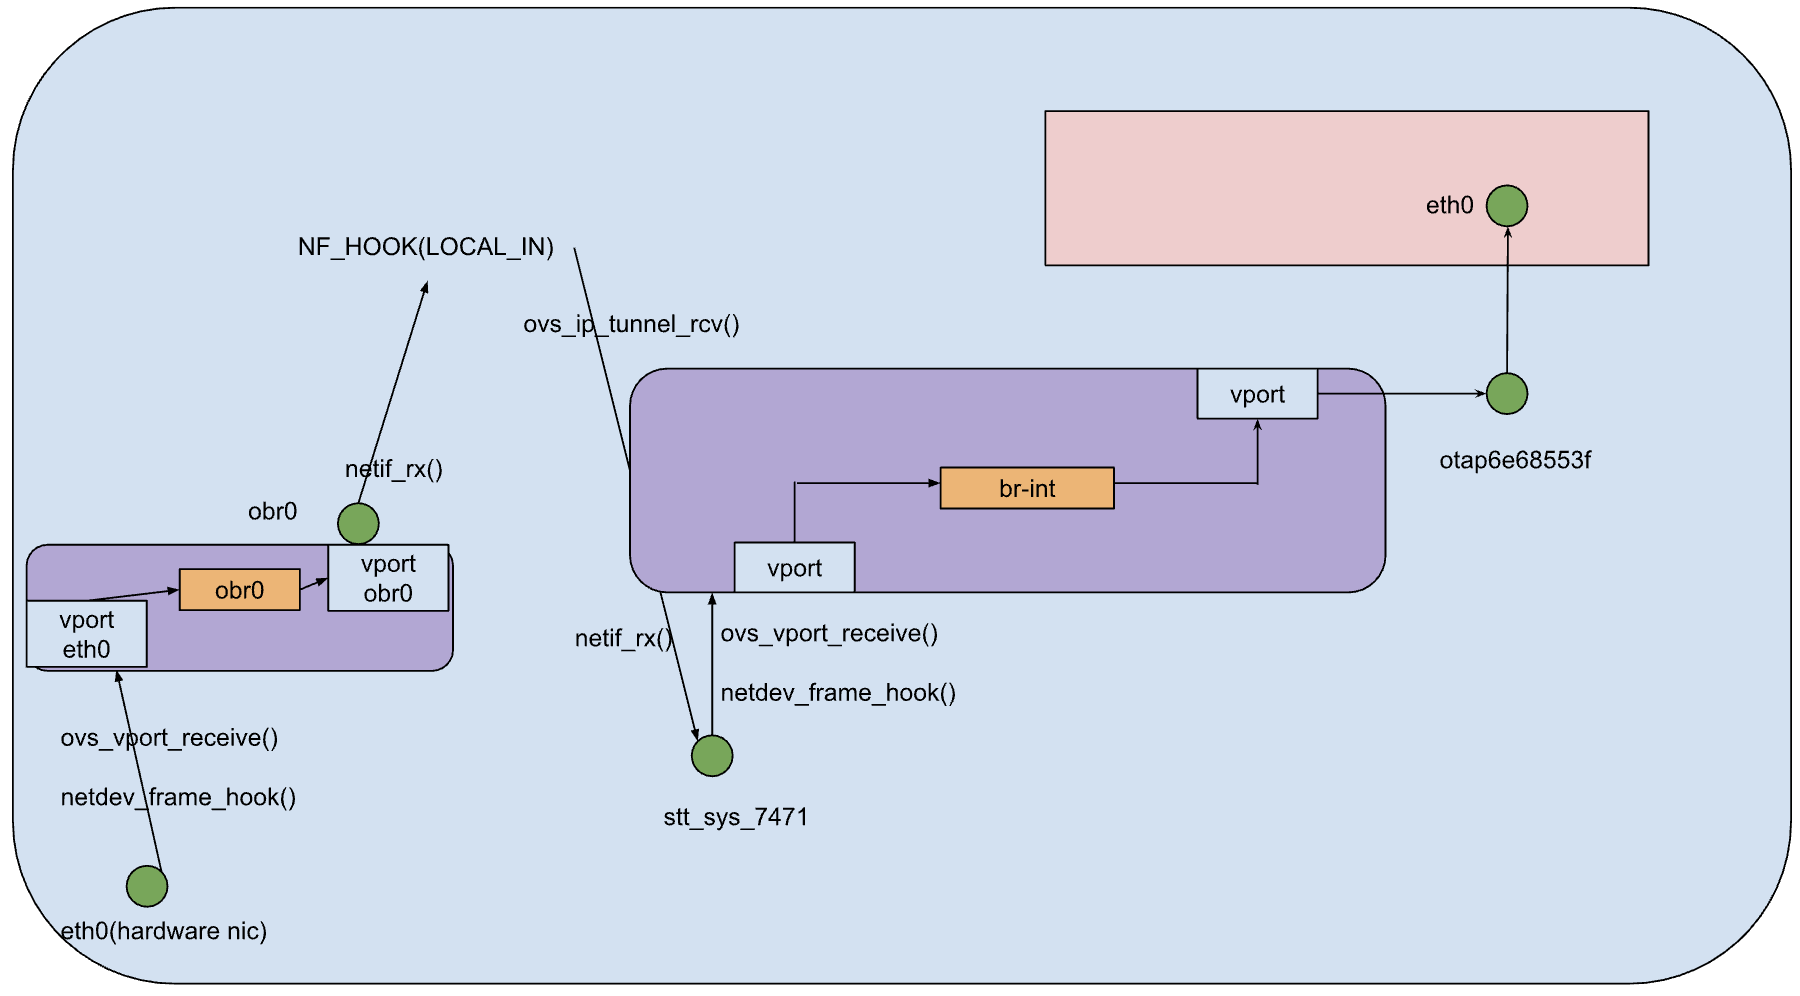 eth0
NF_HOOK(LOCAL_IN)
ovs_ip_tunnel_rcv()
vport
otap6e68553f
netif_rx()
br-int
obr0
vport
obr0
vport
obr0
vport
eth0
netif_rx()
ovs_vport_receive()
netdev_frame_hook()
ovs_vport_receive()
netdev_frame_hook()
stt_sys_7471
eth0(hardware nic)